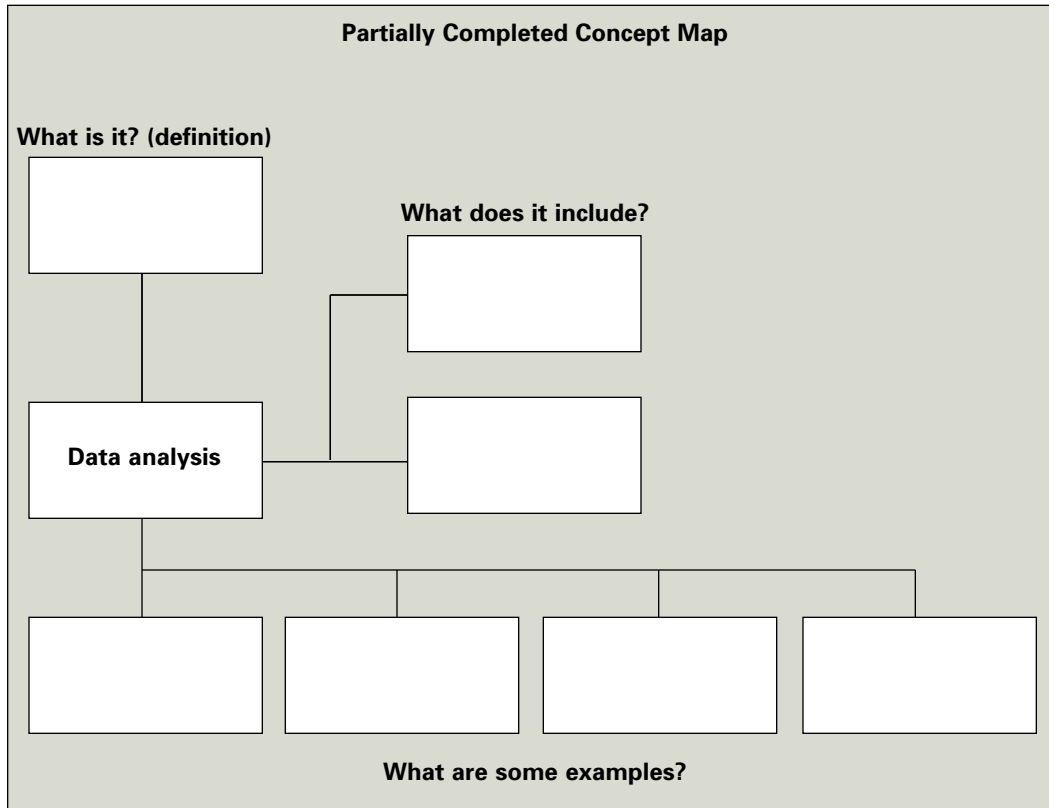 Partially Completed Concept Map
What is it? (definition)
What does it include?
Data analysis
What are some examples?